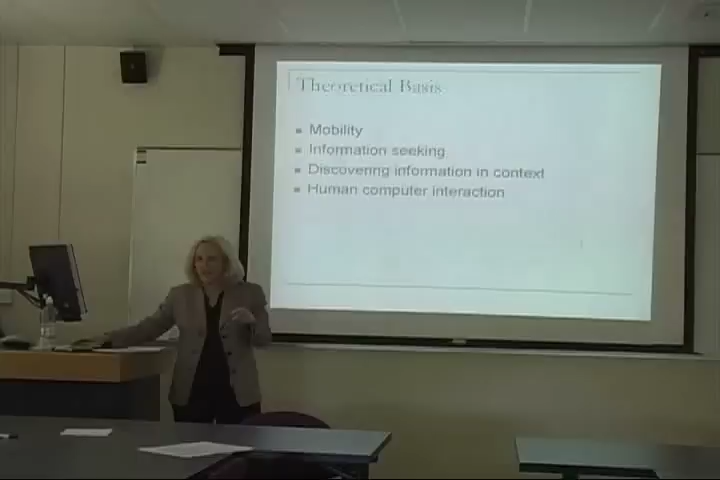 Theoretical Basis
Mobility
Information seeking
Discovering information in context
Human computer interaction